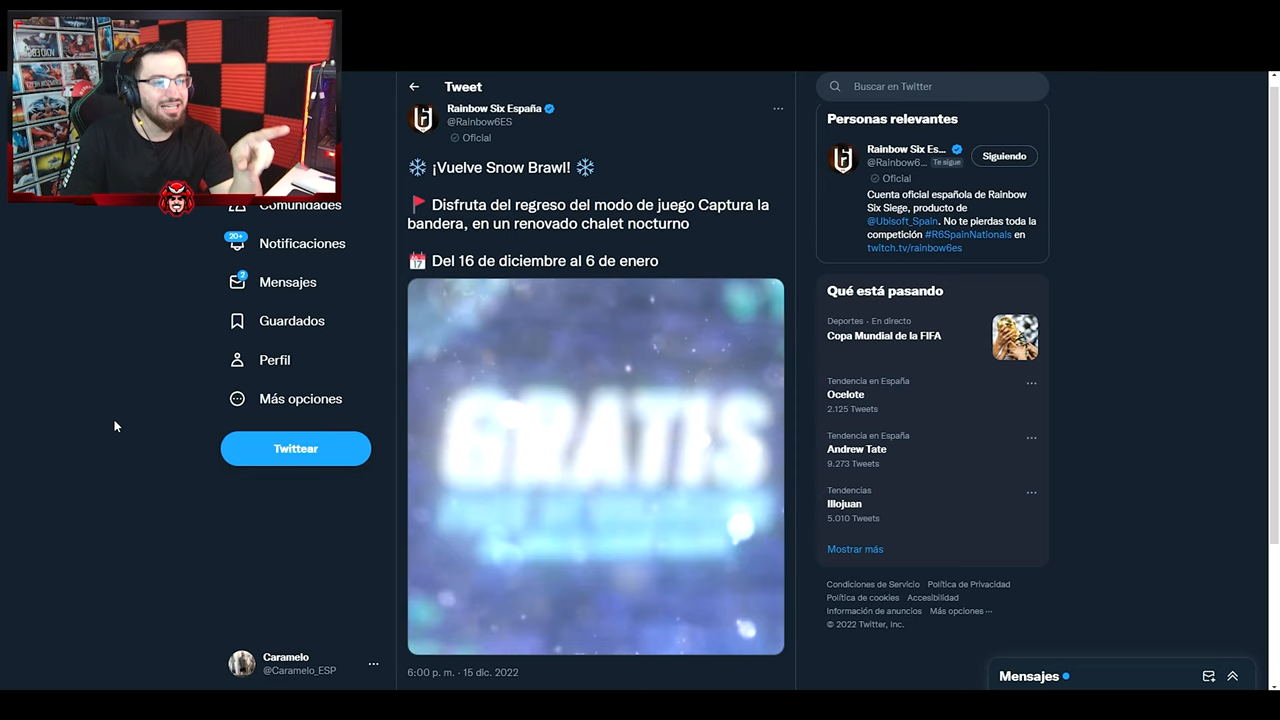 Tweet
Rainbow Six España
@Rainbow6ES
Oficial
¡Vuelve Snow Brawl!
Disfruta del regreso del modo de juego Captura la
bandera, en un renovado chalet nocturno
17 Del 16 de diciembre al 6 de enero
GRATIS
6:00 p. m. · 15 dic. 2022
Comunidades
20+
Notificaciones
2
Mensajes
Guardados
Perfil
Más opciones
Twittear
Caramelo
@Caramelo_ESP
Buscar en Twitter
Personas relevantes
Rainbow Six Es...
@Rainbow6... Te sigue
Siguiendo
Oficial
Cuenta oficial española de Rainbow
Six Siege, producto de
@Ubisoft_Spain. No te pierdas toda la
competición #R6SpainNationals en
twitch.tv/rainbow6es
Qué está pasando
Deportes · En directo
Copa Mundial de la FIFA
Tendencia en España
Ocelote
2.125 Tweets
Tendencia en España
Andrew Tate
9.273 Tweets
Tendencias
Illojuan
5.010 Tweets
Mostrar más
Condiciones de Servicio Política de Privacidad
Política de cookies Accesibilidad
Información de anuncios Más opciones ···
© 2022 Twitter, Inc.
Mensajes